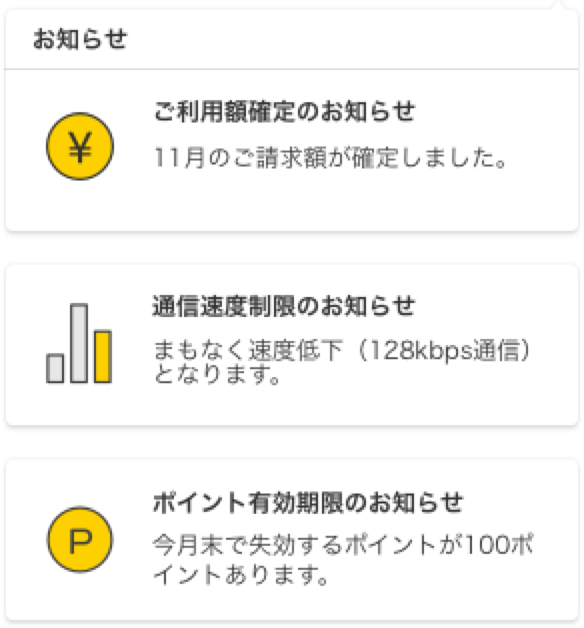 お知らせ
¥
ご利用額確定のお知らせ
11月のご請求額が確定しました。
通信速度制限のお知らせ
まもなく速度低下（128kbps通信）
となります。
P
ポイント有効期限のお知らせ
今月末で失効するポイントが100ポ
イントあります。